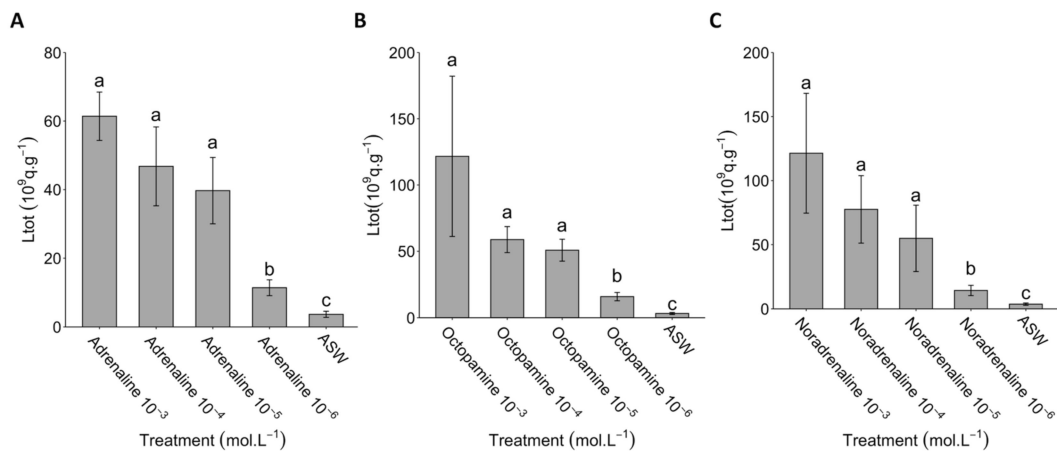 A
80
60
40
20
0
Ltot (10⁹q.g⁻¹)
a
a
a
b
c
Adrenaline 10⁻³
Adrenaline 10⁻⁴
Adrenaline 10⁻⁵
Adrenaline 10⁻⁶
ASW
Treatment (mol.L⁻¹)
B
200
150
100
50
0
Ltot(10⁹q.g⁻¹)
a
a
a
b
c
Octopamine 10⁻³
Octopamine 10⁻⁴
Octopamine 10⁻⁵
Octopamine 10⁻⁶
ASW
Treatment (mol.L⁻¹)
C
200
150
100
50
0
Ltot(10⁹q.g⁻¹)
a
a
a
b
c
Noradrenaline 10⁻³
Noradrenaline 10⁻⁴
Noradrenaline 10⁻⁵
Noradrenaline 10⁻⁶
ASW
Treatment (mol.L⁻¹)